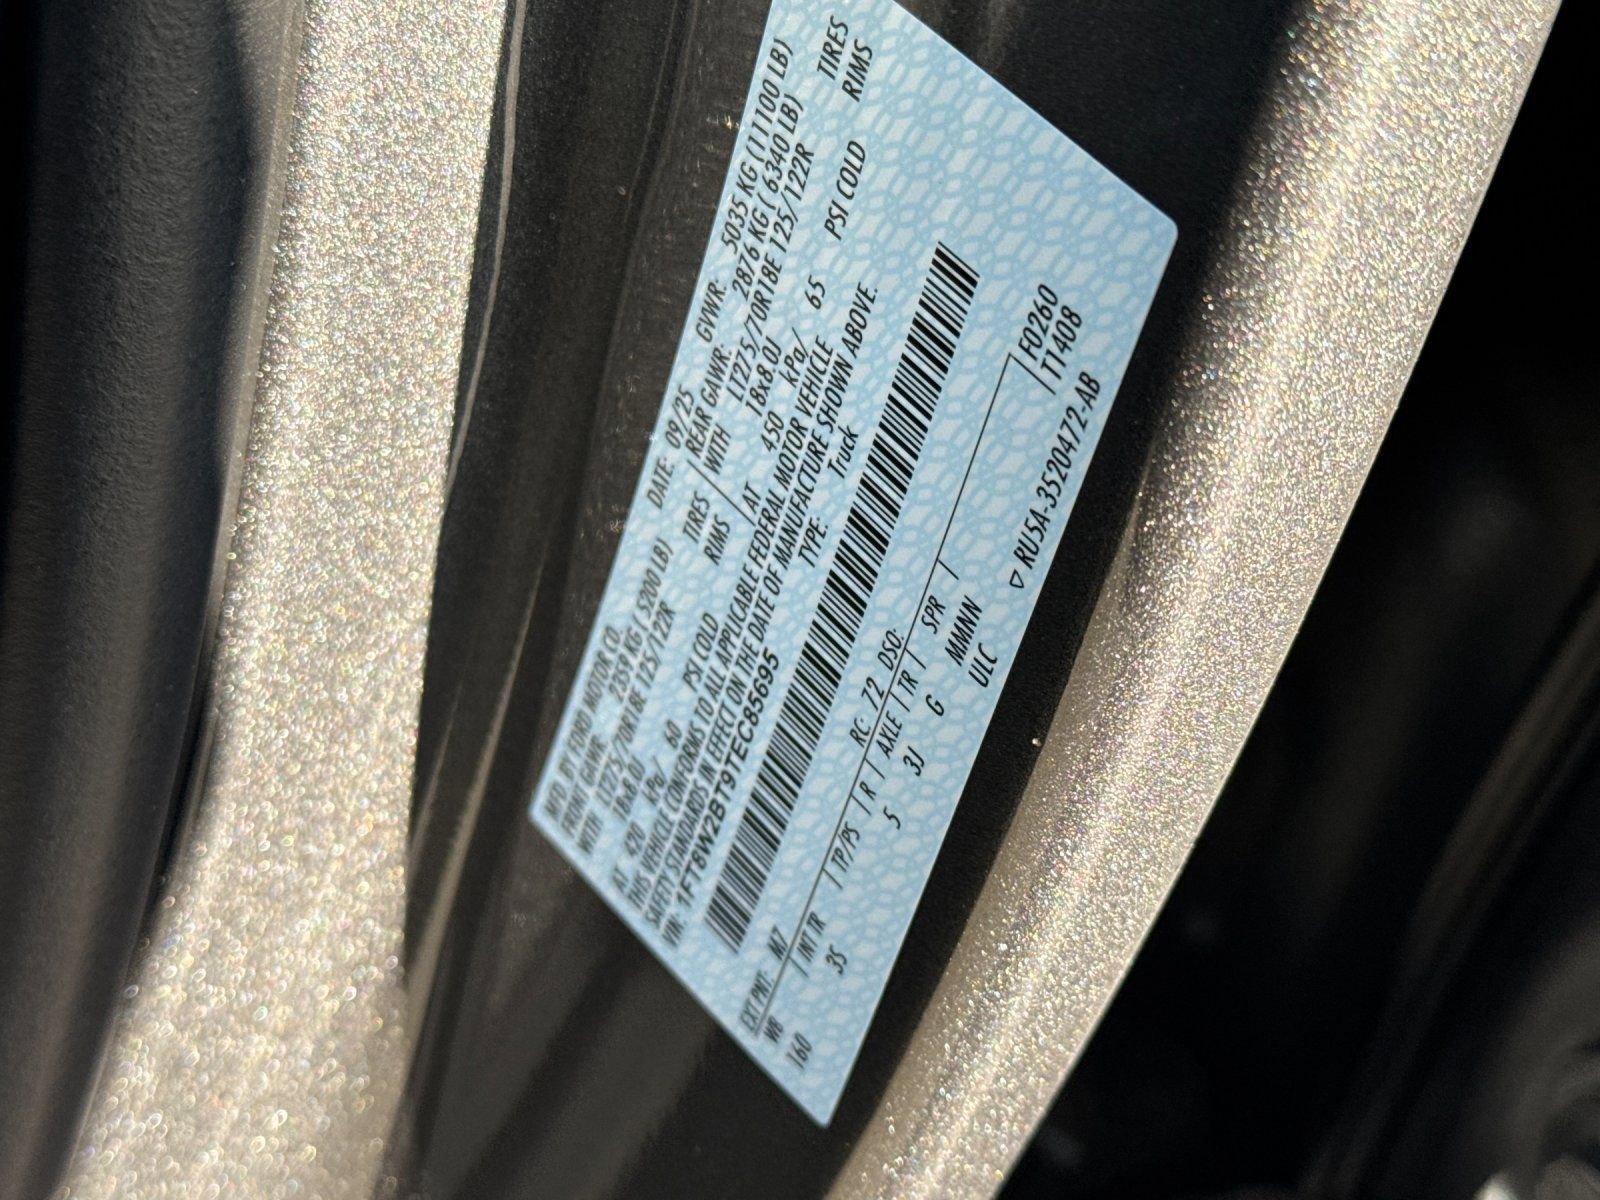 MFD. BY FORD MOTOR CO. DATE: 09/25 GVWR: 5035 KG (11100 LB)
FRONT GAWR: 2359 KG ( 5200 LB) REAR GAWR: 2876 KG ( 6340 LB)
WITH LT275/70R18E 125/122R TIRES WITH LT275/70R18E 125/122R TIRES
18x8.0J RIMS 18x8.0J RIMS
AT 420 kPa/ 60 PSI COLD AT 450 kPa/ 65 PSI COLD
THIS VEHICLE CONFORMS TO ALL APPLICABLE FEDERAL MOTOR VEHICLE
SAFETY STANDARDS IN EFFECT ON THE DATE OF MANUFACTURE SHOWN ABOVE.
VIN: 1FT8W2BT9TEC85695 TYPE: Truck
EXT PNT: M7 RC: 72 DSO: F0260
WB INT TR TP/PS R AXLE TR SPR T1408
160 3S 5 3J G MMMNN
ULC ▽ RU5A-3520472-AB